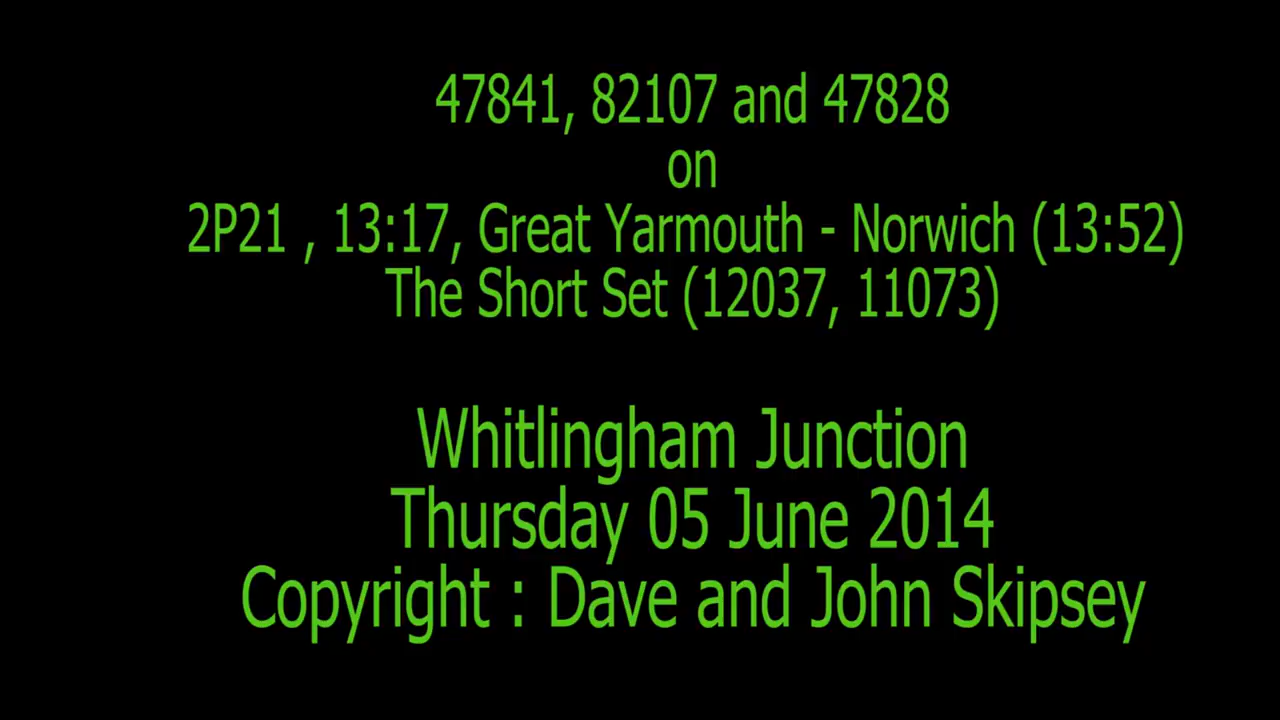 47841, 82107 and 47828
on
2P21 , 13:17, Great Yarmouth - Norwich (13:52)
The Short Set (12037, 11073)
Whitlingham Junction
Thursday 05 June 2014
Copyright : Dave and John Skipsey